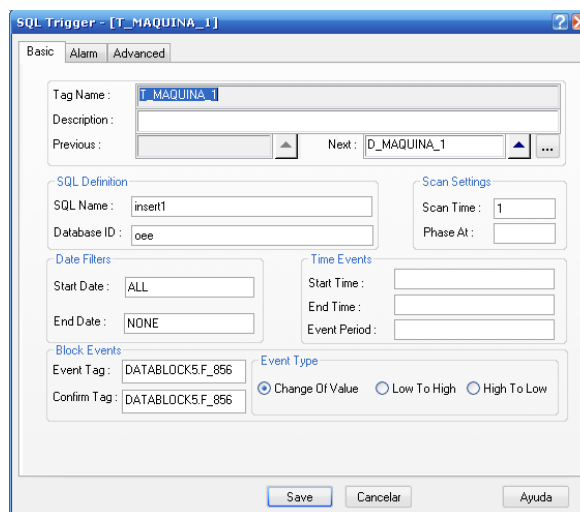 SQL Trigger - [T_MAQUINA_1]
Basic Alarm Advanced
Tag Name : T_MAQUINA_1
Description :
Previous : Next : D_MAQUINA_1 ...
SQL Definition Scan Settings
SQL Name : insert1 Scan Time : 1
Database ID : oee Phase At :
Date Filters Time Events
Start Date : ALL Start Time :
End Time :
End Date : NONE Event Period :
Block Events
Event Tag : DATABLOCK5.F_856 Event Type
Confirm Tag : DATABLOCK5.F_856 Change Of Value Low To High High To Low
Save Cancelar Ayuda